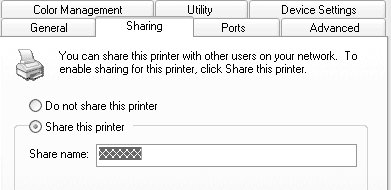 Color Management Utility Device Settings
General Sharing Ports Advanced
You can share this printer with other users on your network. To
enable sharing for this printer, click Share this printer.
Do not share this printer
Share this printer
Share name: XXXXXX